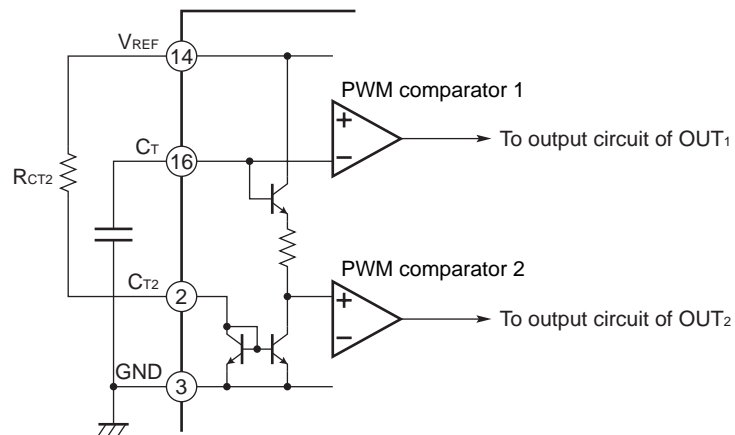 VREF
14
PWM comparator 1
+
−
To output circuit of OUT1
CT
16
RCT2
PWM comparator 2
CT2
2
+
−
To output circuit of OUT2
GND
3